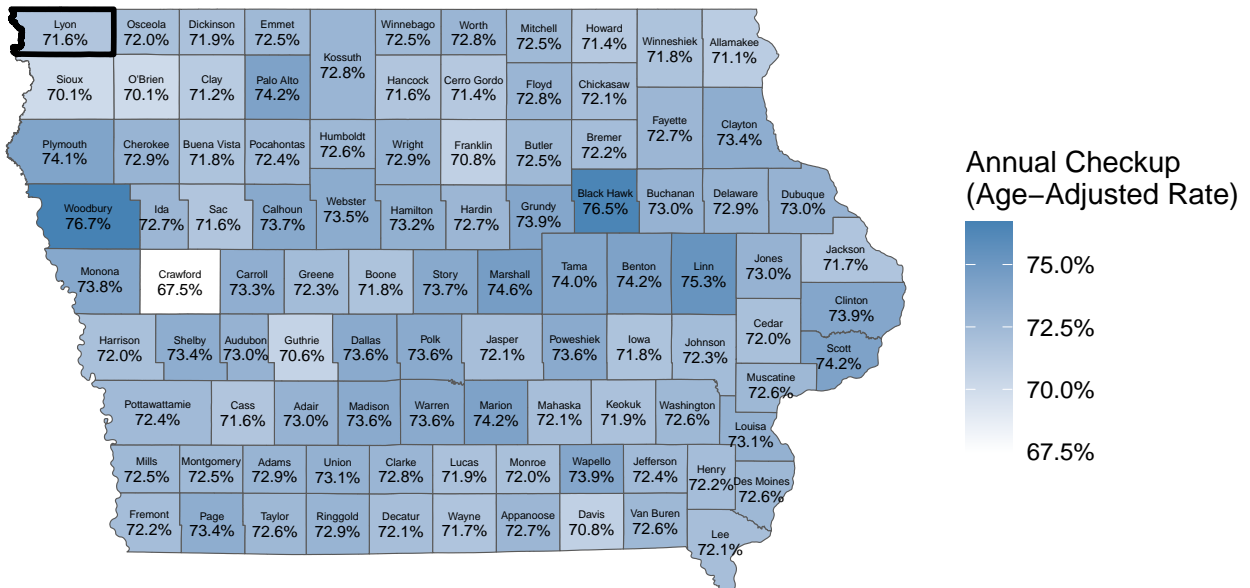 Lyon
71.6%
Osceola
72.0%
Dickinson
71.9%
Emmet
72.5%
Kossuth
72.8%
Winnebago
72.5%
Worth
72.8%
Mitchell
72.5%
Howard
71.4%
Winneshiek
71.8%
Allamakee
71.1%
Sioux
70.1%
O'Brien
70.1%
Clay
71.2%
Palo Alto
74.2%
Hancock
71.6%
Cerro Gordo
71.4%
Floyd
72.8%
Chickasaw
72.1%
Fayette
72.7%
Clayton
73.4%
Plymouth
74.1%
Cherokee
72.9%
Buena Vista
71.8%
Pocahontas
72.4%
Humboldt
72.6%
Wright
72.9%
Franklin
70.8%
Butler
72.5%
Bremer
72.2%
Woodbury
76.7%
Ida
72.7%
Sac
71.6%
Calhoun
73.7%
Webster
73.5%
Hamilton
73.2%
Hardin
72.7%
Grundy
73.9%
Black Hawk
76.5%
Buchanan
73.0%
Delaware
72.9%
Dubuque
73.0%
Monona
73.8%
Crawford
67.5%
Carroll
73.3%
Greene
72.3%
Boone
71.8%
Story
73.7%
Marshall
74.6%
Tama
74.0%
Benton
74.2%
Linn
75.3%
Jones
73.0%
Jackson
71.7%
Clinton
73.9%
Harrison
72.0%
Shelby
73.4%
Audubon
73.0%
Guthrie
70.6%
Dallas
73.6%
Polk
73.6%
Jasper
72.1%
Poweshiek
73.6%
Iowa
71.8%
Johnson
72.3%
Cedar
72.0%
Scott
74.2%
Muscatine
72.6%
Pottawattamie
72.4%
Cass
71.6%
Adair
73.0%
Madison
73.6%
Warren
73.6%
Marion
74.2%
Mahaska
72.1%
Keokuk
71.9%
Washington
72.6%
Louisa
73.1%
Mills
72.5%
Montgomery
72.5%
Adams
72.9%
Union
73.1%
Clarke
72.8%
Lucas
71.9%
Monroe
72.0%
Wapello
73.9%
Jefferson
72.4%
Henry
72.2%
Des Moines
72.6%
Fremont
72.2%
Page
73.4%
Taylor
72.6%
Ringgold
72.9%
Decatur
72.1%
Wayne
71.7%
Appanoose
72.7%
Davis
70.8%
Van Buren
72.6%
Lee
72.1%
Annual Checkup
(Age−Adjusted Rate)
75.0%
72.5%
70.0%
67.5%